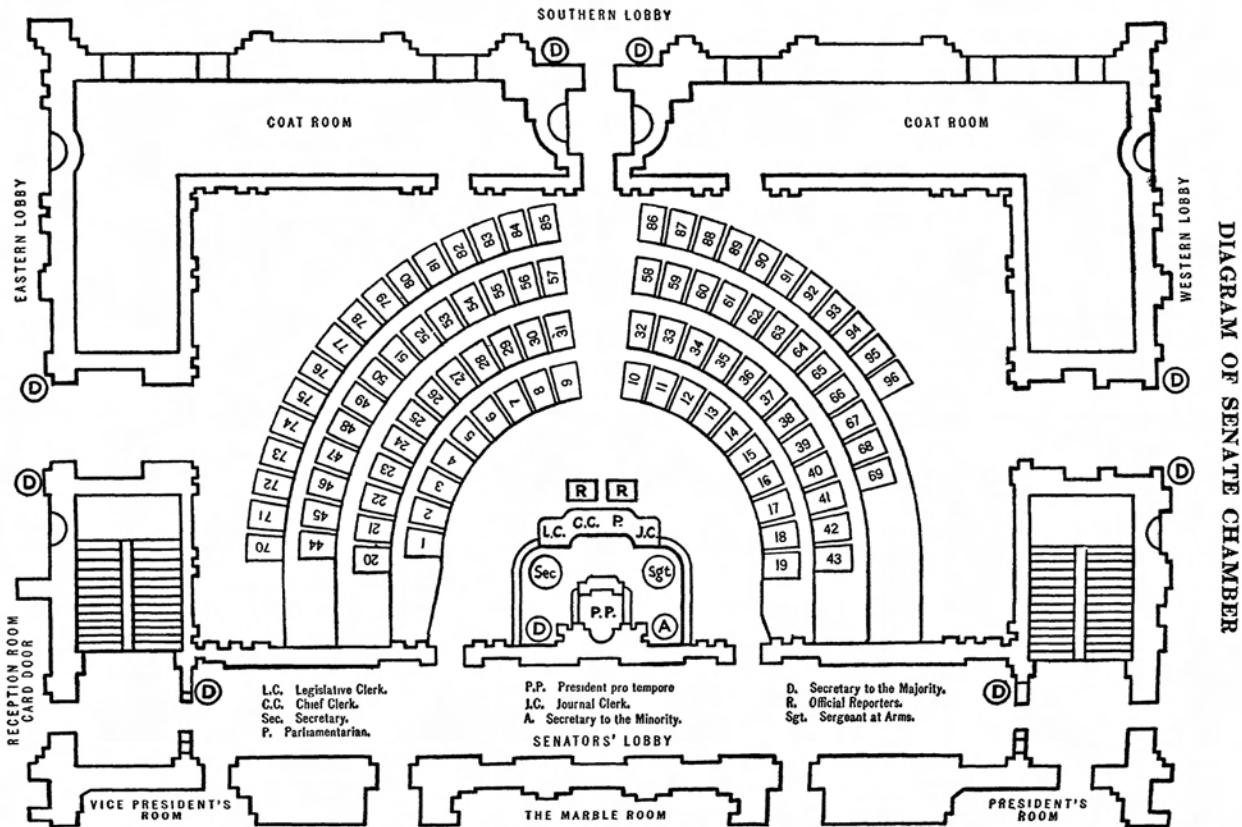 SOUTHERN LOBBY
D
D
COAT ROOM
COAT ROOM
EASTERN LOBBY
WESTERN LOBBY
DIAGRAM OF SENATE CHAMBER
70 71 72 73 74 75 76 77 78 79 80 81 82 83 84 85
86 87 88 89 90 91 92 93 94 95 96
44 45 46 47 48 49 50 51 52 53 54 55 56 57
58 59 60 61 62 63 64 65 66 67 68 69
20 21 22 23 24 25 26 27 28 29 30 31
32 33 34 35 36 37 38 39 40 41 42 43
1 2 3 4 5 6 7 8 9
10 11 12 13 14 15 16 17 18 19
D
D
D
D
R R
L.C. C.C. P. J.C.
Sec Sgt
P.P.
D A
RECEPTION ROOM
CARD DOOR
D
D
L.C. Legislative Clerk.
C.C. Chief Clerk.
Sec. Secretary.
P. Parliamentarian.
P.P. President pro tempore
J.C. Journal Clerk.
A. Secretary to the Minority.
D. Secretary to the Majority.
R. Official Reporters.
Sgt. Sergeant at Arms.
SENATORS' LOBBY
VICE PRESIDENT'S
ROOM
THE MARBLE ROOM
PRESIDENT'S
ROOM